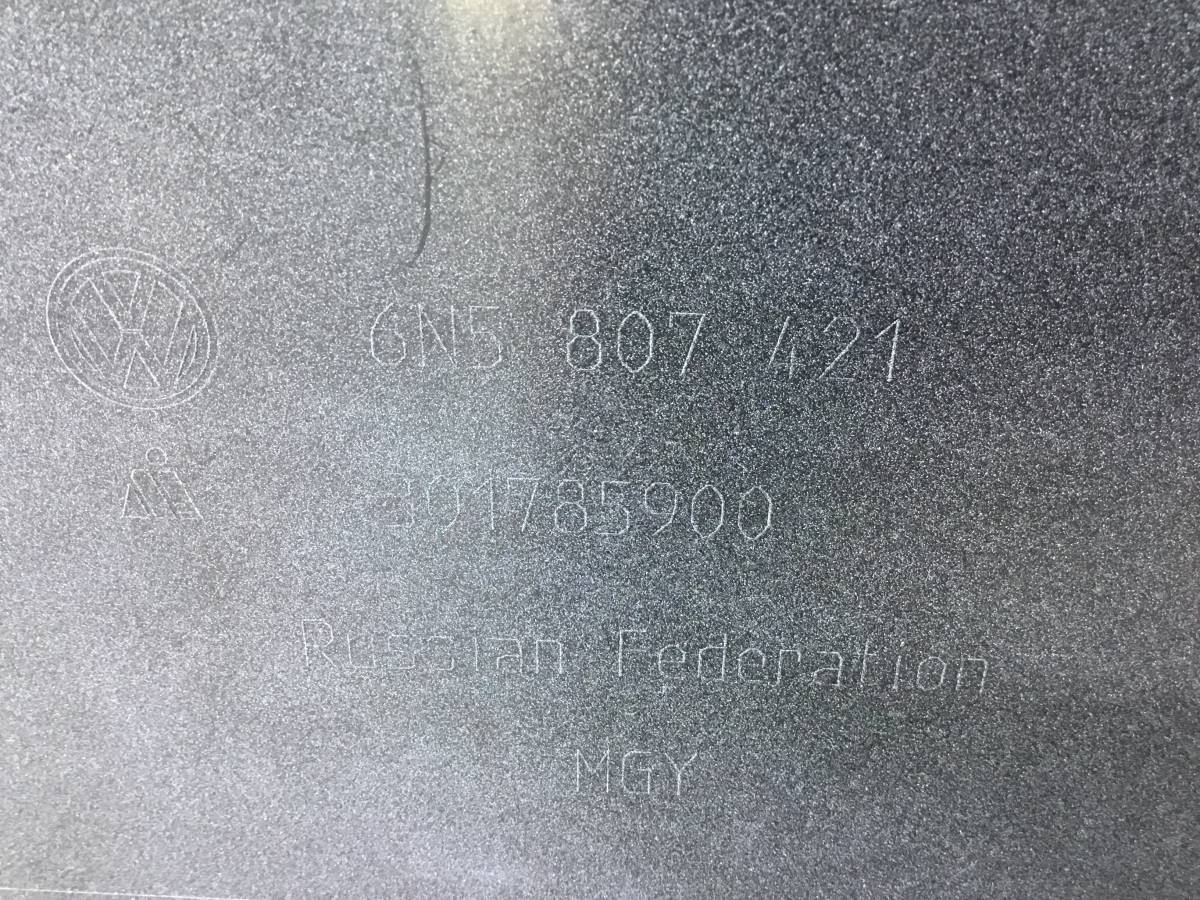 6N5 807 421
301785900
Russian Federation
MGY